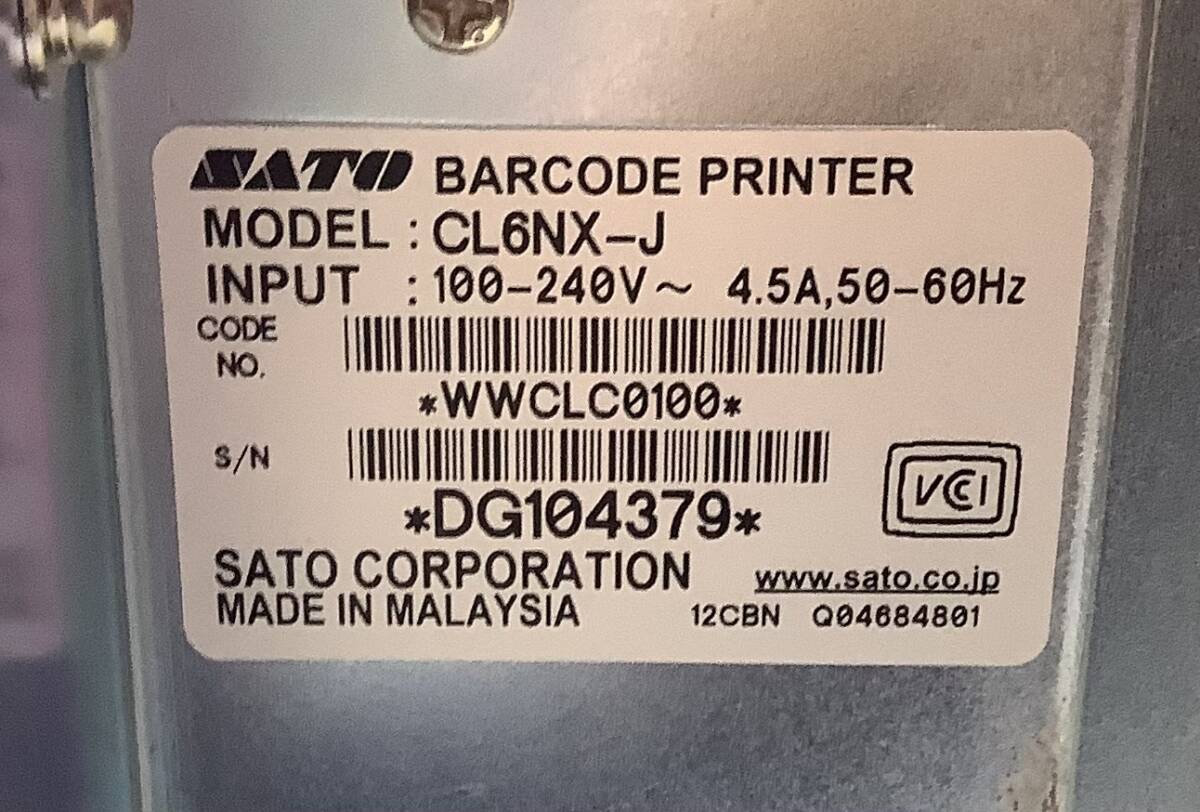 SATO BARCODE PRINTER
MODEL : CL6NX-J
INPUT : 100-240V~ 4.5A,50-60Hz
CODE NO.
*WWCLC0100*
S/N
*DG104379*
VCCI
SATO CORPORATION www.sato.co.jp
MADE IN MALAYSIA 12CBN Q04684801